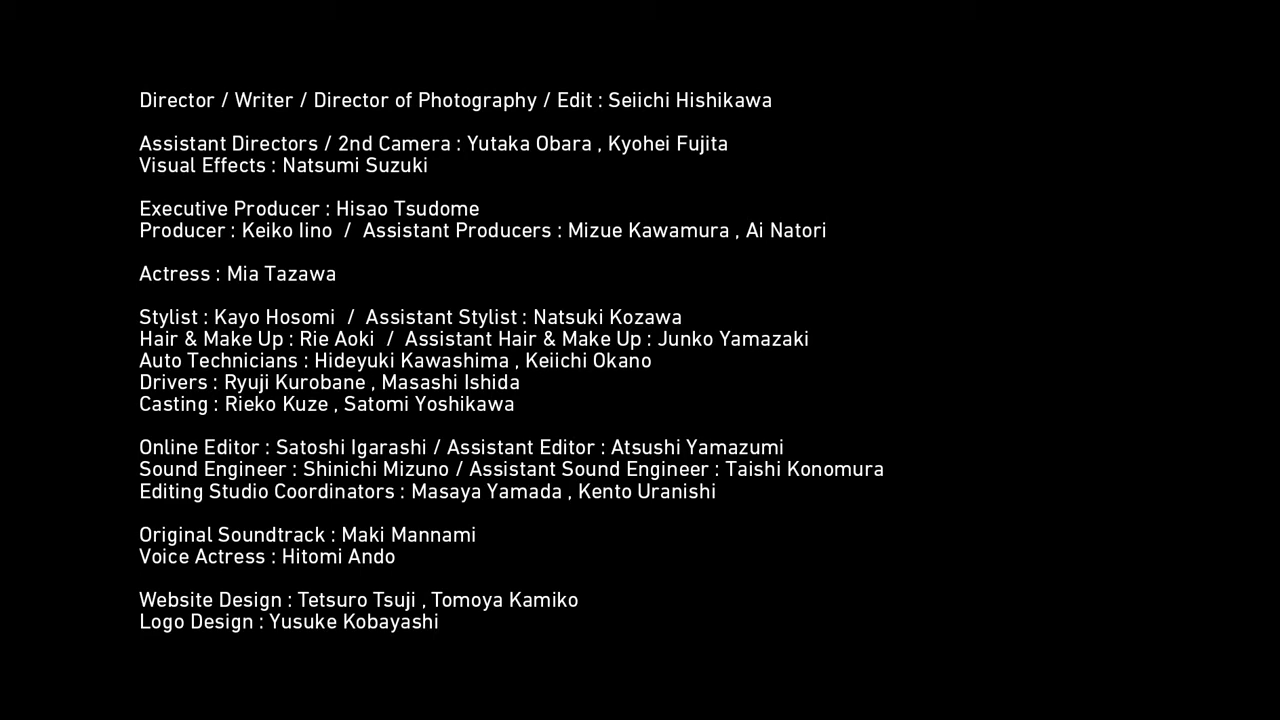 Director / Writer / Director of Photography / Edit : Seiichi Hishikawa
Assistant Directors / 2nd Camera : Yutaka Obara , Kyohei Fujita
Visual Effects : Natsumi Suzuki
Executive Producer : Hisao Tsudome
Producer : Keiko Iino / Assistant Producers : Mizue Kawamura , Ai Natori
Actress : Mia Tazawa
Stylist : Kayo Hosomi / Assistant Stylist : Natsuki Kozawa
Hair & Make Up : Rie Aoki / Assistant Hair & Make Up : Junko Yamazaki
Auto Technicians : Hideyuki Kawashima , Keiichi Okano
Drivers : Ryuji Kurobane , Masashi Ishida
Casting : Rieko Kuze , Satomi Yoshikawa
Online Editor : Satoshi Igarashi / Assistant Editor : Atsushi Yamazumi
Sound Engineer : Shinichi Mizuno / Assistant Sound Engineer : Taishi Konomura
Editing Studio Coordinators : Masaya Yamada , Kento Uranishi
Original Soundtrack : Maki Mannami
Voice Actress : Hitomi Ando
Website Design : Tetsuro Tsuji , Tomoya Kamiko
Logo Design : Yusuke Kobayashi